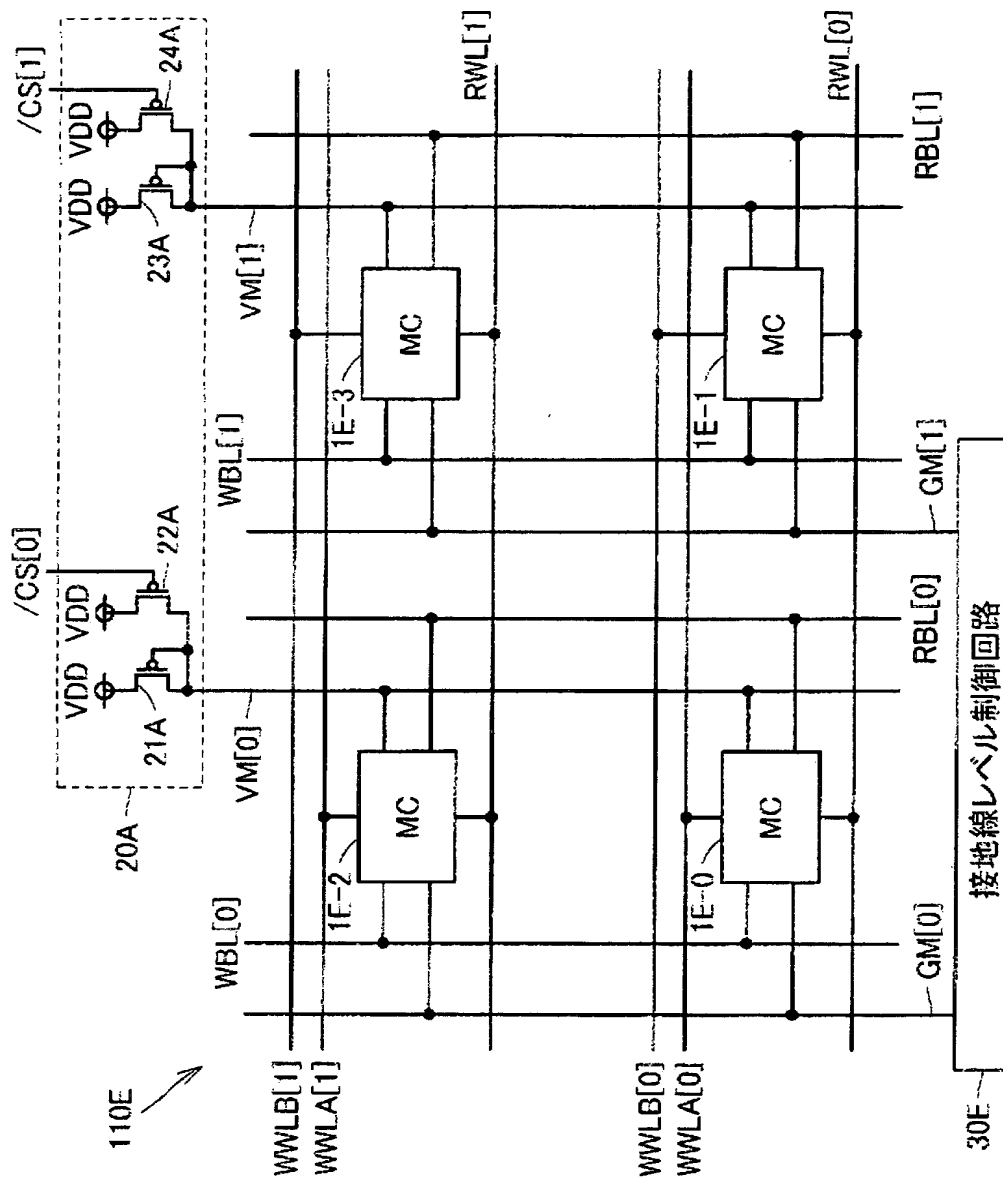 110E
20A
/CS[0]
/CS[1]
VDD
VDD
VDD
VDD
21A
22A
23A
24A
WBL[0]
VM[0]
WBL[1]
VM[1]
WWLB[1]
WWLA[1]
1E-2
MC
1E-3
MC
RWL[1]
WWLB[0]
WWLA[0]
1E-0
MC
1E-1
MC
RWL[0]
GM[0]
RBL[0]
GM[1]
RBL[1]
30E
接地線レベル制御回路